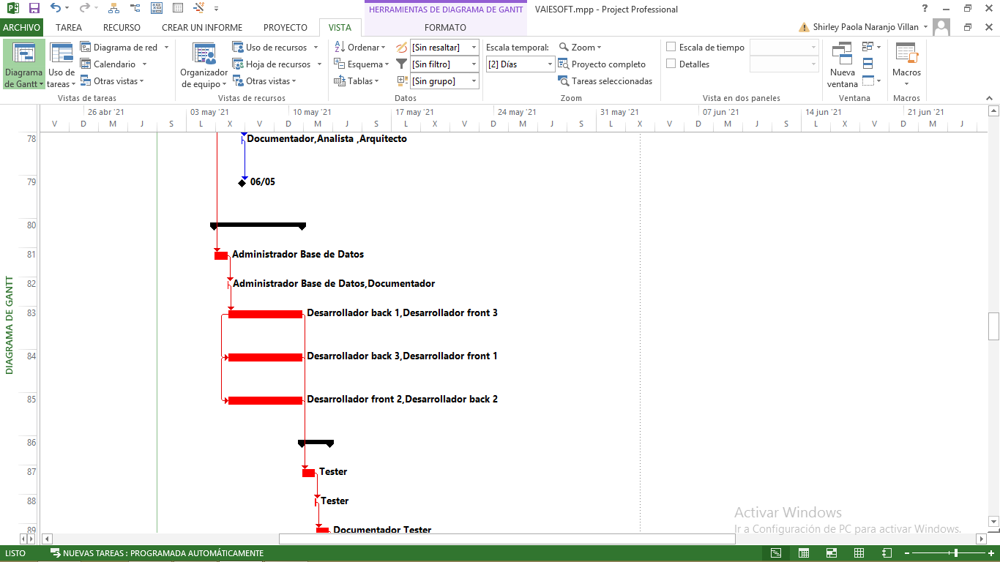 HERRAMIENTAS DE DIAGRAMA DE GANTT VAIESOFT.mpp - Project Professional
ARCHIVO TAREA RECURSO CREAR UN INFORME PROYECTO VISTA FORMATO Shirley Paola Naranjo Villan
Diagrama de Gantt
Uso de tareas
Diagrama de red
Calendario
Otras vistas
Vistas de tareas
Organizador de equipo
Uso de recursos
Hoja de recursos
Otras vistas
Vistas de recursos
Ordenar
Esquema
Tablas
[Sin resaltar]
[Sin filtro]
[Sin grupo]
Datos
Escala temporal:
[2] Días
Zoom
Proyecto completo
Tareas seleccionadas
Zoom
Escala de tiempo
Detalles
Vista en dos paneles
Nueva ventana
Ventana
Macros
Macros
26 abr '21 03 may '21 10 may '21 17 may '21 24 may '21 31 may '21 07 jun '21 14 jun '21 21 jun '21
V D M J S L X V D M J S L X V D M J S L X V D M J S L X V D M J
DIAGRAMA DE GANTT
78 Documentador,Analista ,Arquitecto
79 06/05
80
81 Administrador Base de Datos
82 Administrador Base de Datos,Documentador
83 Desarrollador back 1,Desarrollador front 3
84 Desarrollador back 3,Desarrollador front 1
85 Desarrollador front 2,Desarrollador back 2
86
87 Tester
88 Tester
89 Documentador Tester
Activar Windows
Ir a Configuración de PC para activar Windows.
LISTO NUEVAS TAREAS : PROGRAMADA AUTOMÁTICAMENTE